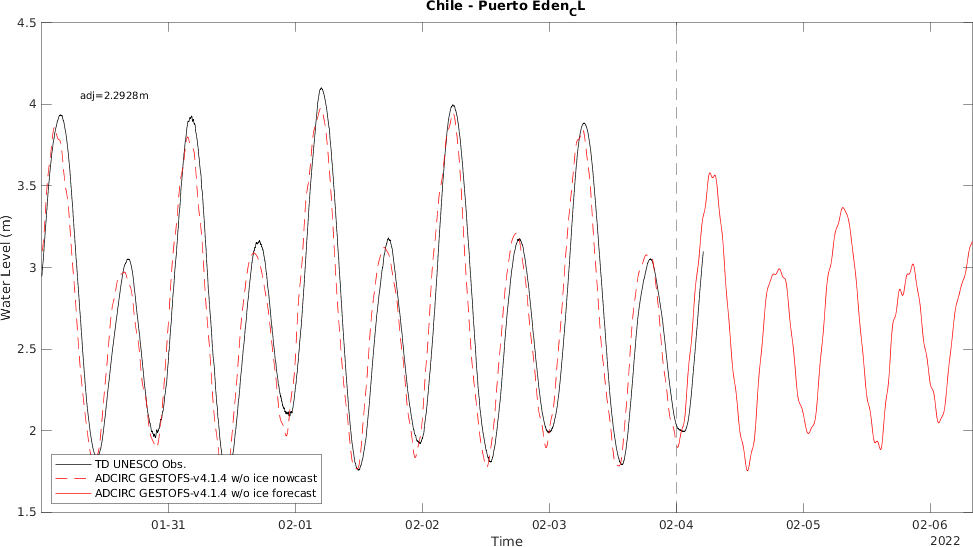 Chile - Puerto Eden_CL
4.5
adj=2.2928m
4
3.5
3
2.5
2
1.5
Water Level (m)
TD UNESCO Obs.
ADCIRC GESTOFS-v4.1.4 w/o ice nowcast
ADCIRC GESTOFS-v4.1.4 w/o ice forecast
01-31 02-01 02-02 02-03 02-04 02-05 02-06
Time
2022